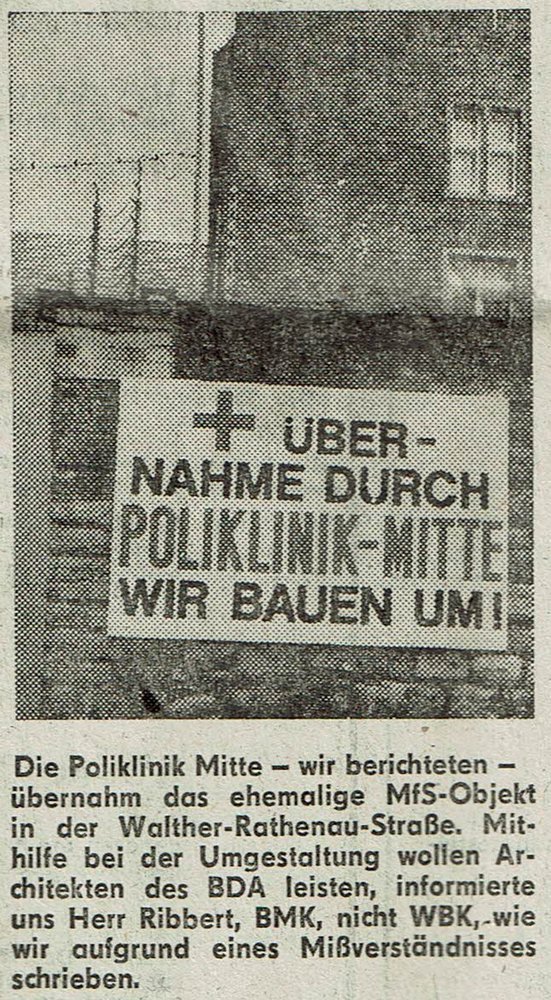 + ÜBER-
NAHME DURCH
POLIKLINIK-MITTE
WIR BAUEN UM!
Die Poliklinik Mitte – wir berichteten –
übernahm das ehemalige MfS-Objekt
in der Walther-Rathenau-Straße. Mit-
hilfe bei der Umgestaltung wollen Ar-
chitekten des BDA leisten, informierte
uns Herr Ribbert, BMK, nicht WBK, wie
wir aufgrund eines Mißverständnisses
schrieben.